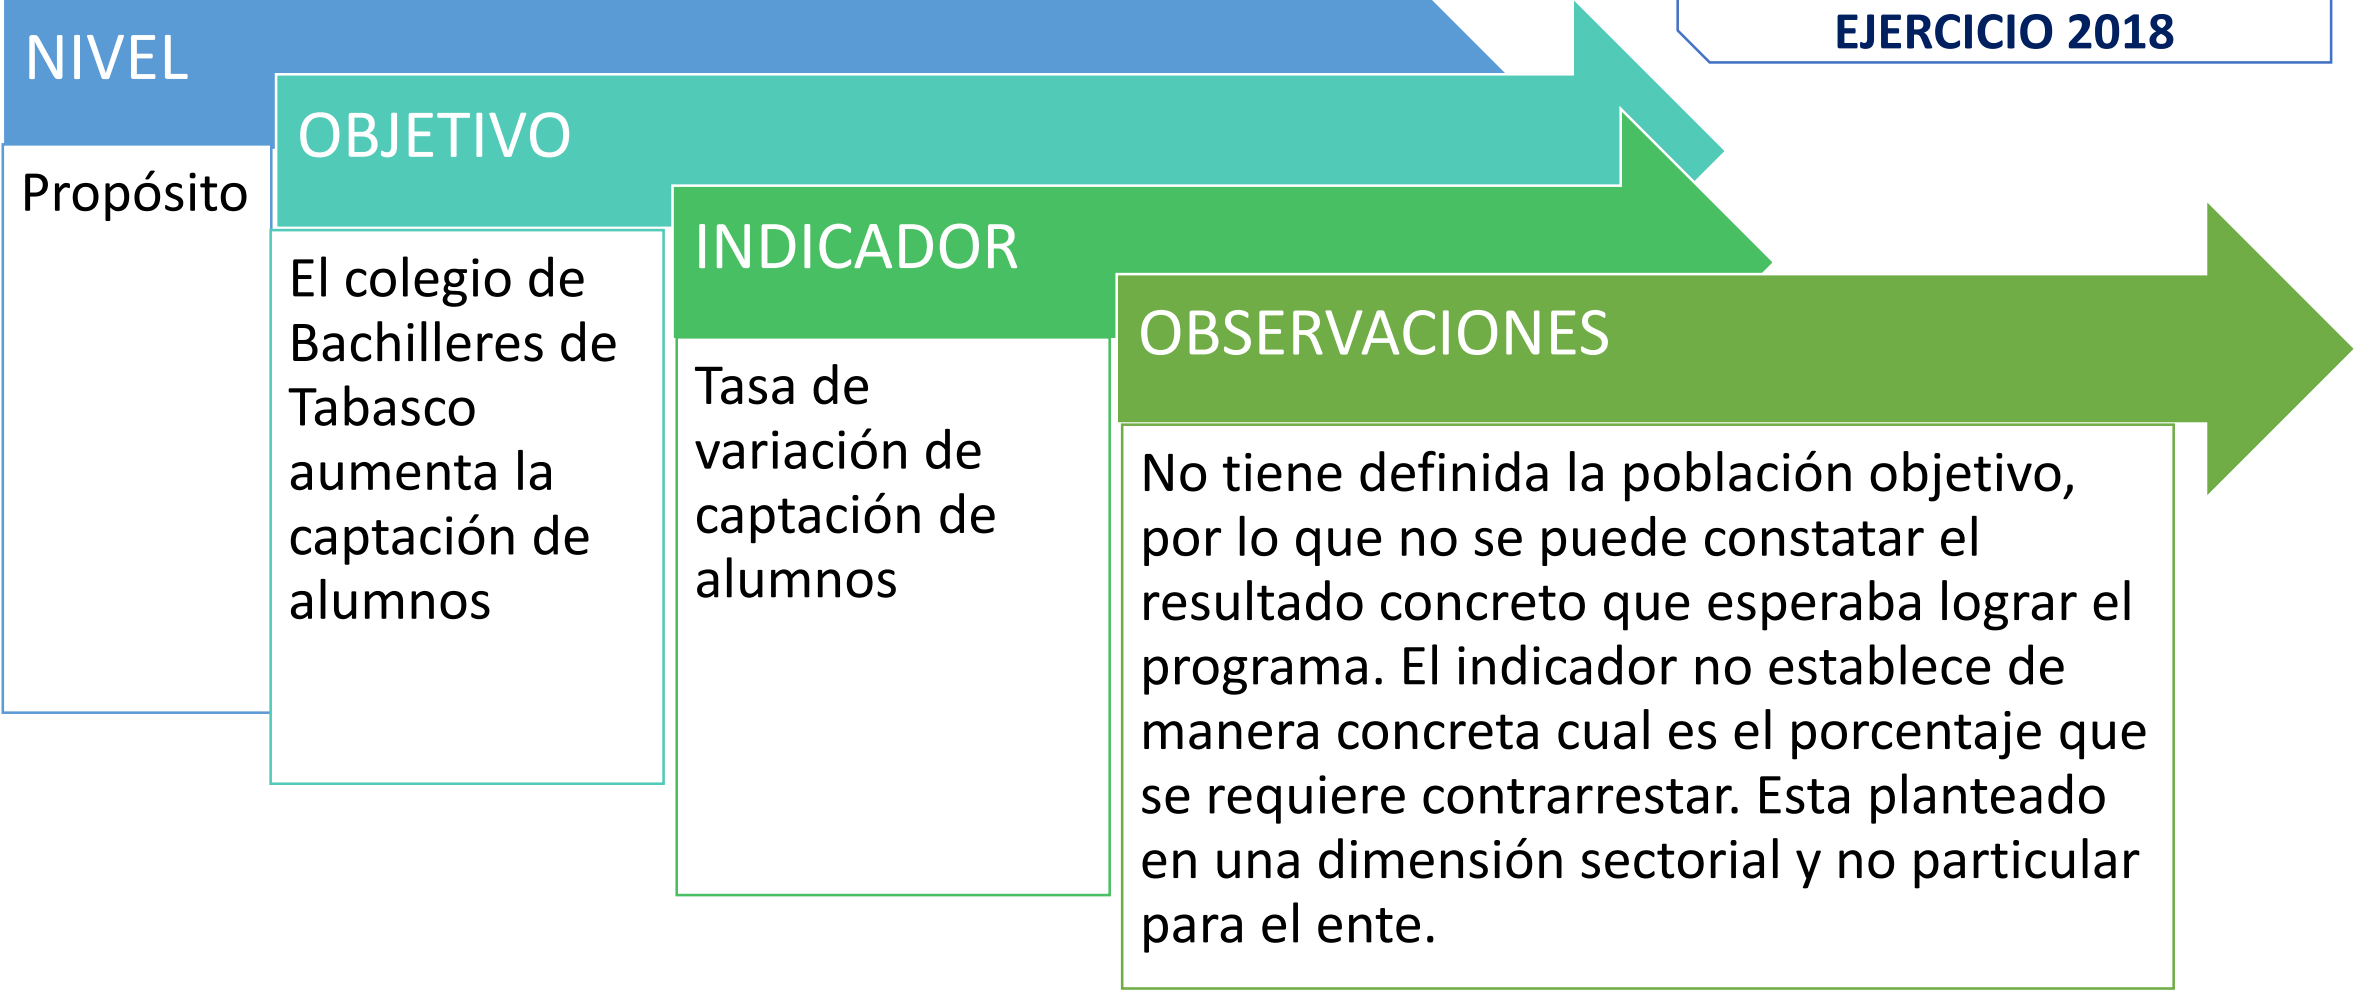 EJERCICIO 2018
NIVEL
Propósito
OBJETIVO
El colegio de
Bachilleres de
Tabasco
aumenta la
captación de
alumnos
INDICADOR
Tasa de
variación de
captación de
alumnos
OBSERVACIONES
No tiene definida la población objetivo,
por lo que no se puede constatar el
resultado concreto que esperaba lograr el
programa. El indicador no establece de
manera concreta cual es el porcentaje que
se requiere contrarrestar. Esta planteado
en una dimensión sectorial y no particular
para el ente.